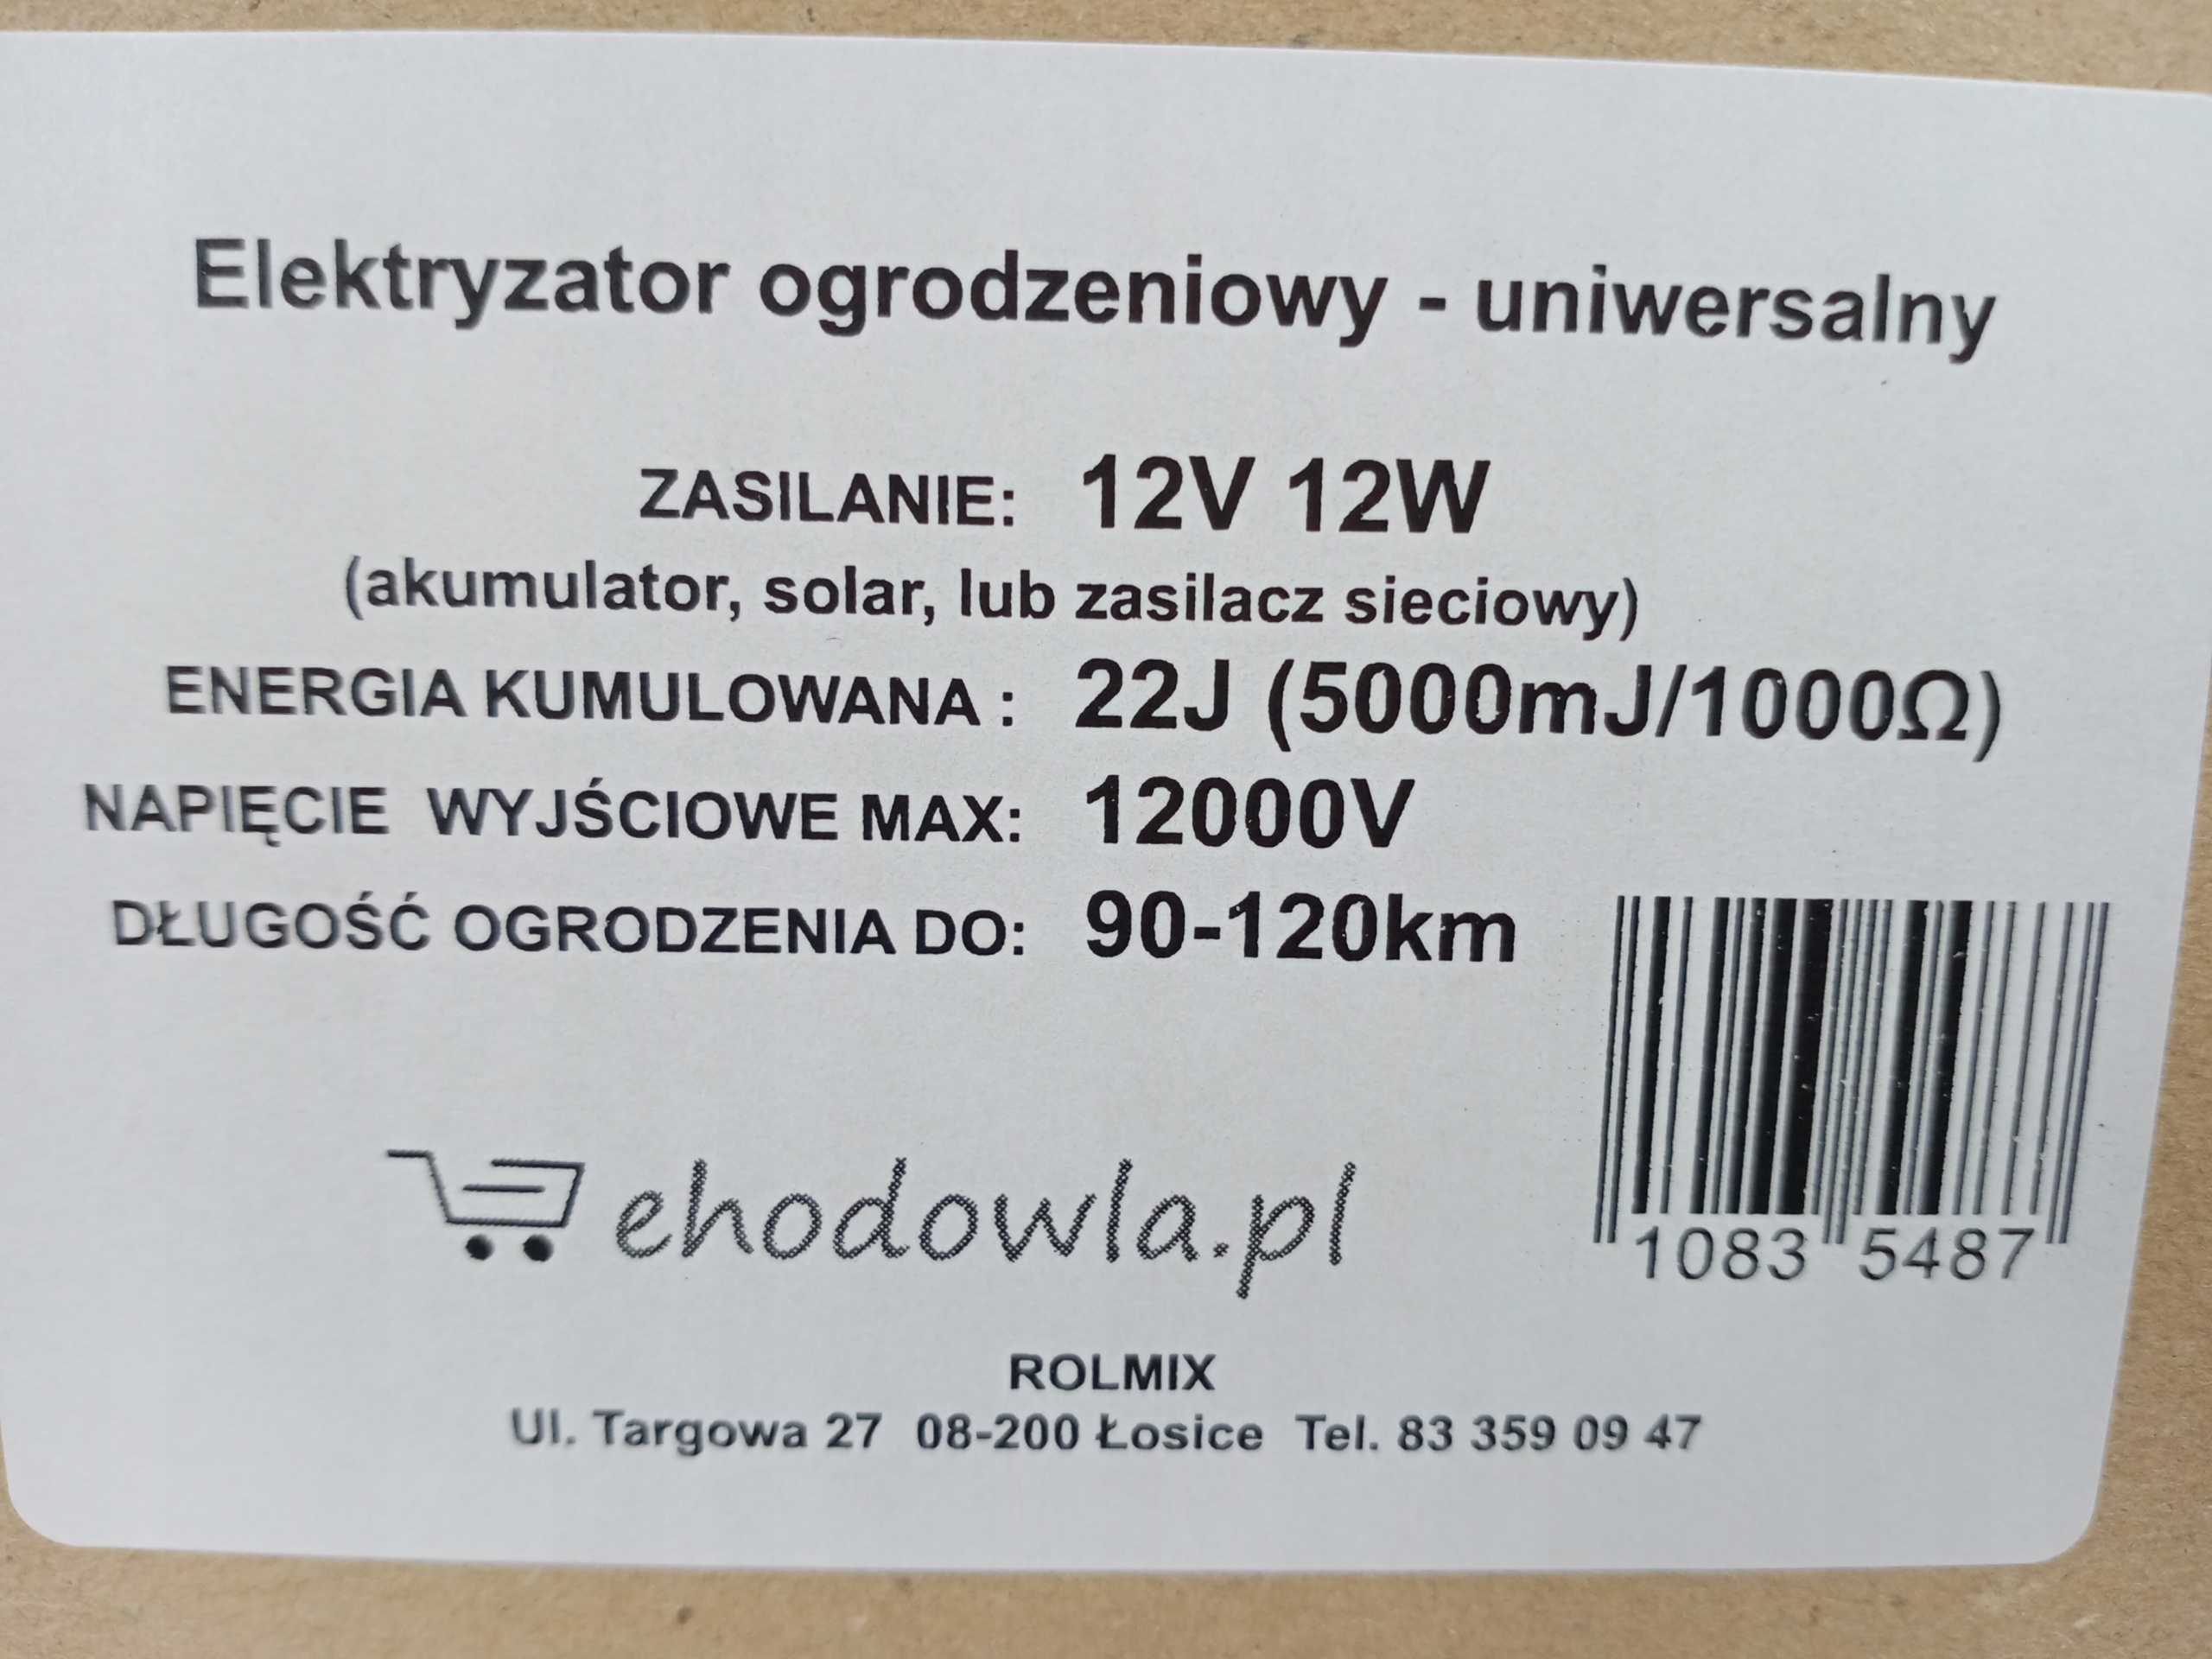 Elektryzator ogrodzeniowy - uniwersalny
ZASILANIE: 12V 12W
(akumulator, solar, lub zasilacz sieciowy)
ENERGIA KUMULOWANA : 22J (5000mJ/1000Ω)
NAPIĘCIE WYJŚCIOWE MAX: 12000V
DŁUGOŚĆ OGRODZENIA DO: 90-120km
1083 5487
ehodowla.pl
ROLMIX
Ul. Targowa 27 08-200 Łosice Tel. 83 359 09 47